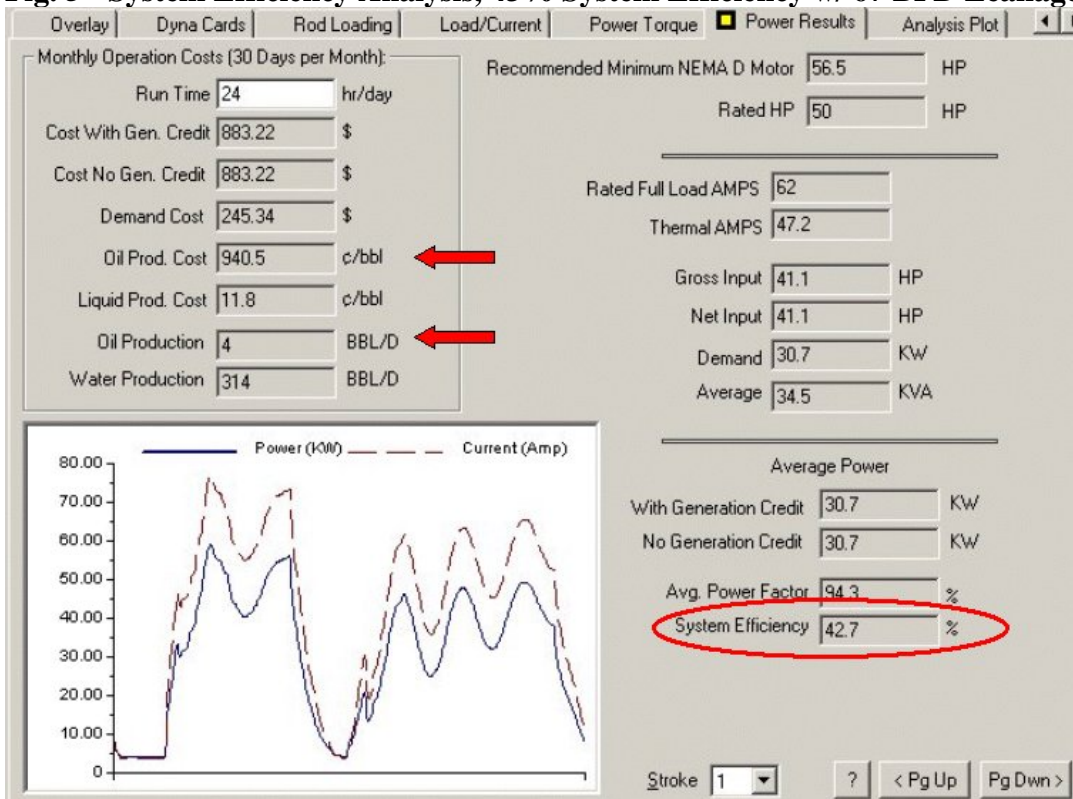 System Efficiency Analysis, 43% System Efficiency w/ 67 BPD Leakage
Overlay Dyna Cards Rod Loading Load/Current Power Torque Power Results Analysis Plot
Monthly Operation Costs (30 Days per Month):
Run Time 24 hr/day
Cost With Gen. Credit 883.22 $
Cost No Gen. Credit 883.22 $
Demand Cost 245.34 $
Oil Prod. Cost 940.5 c/bbl
Liquid Prod. Cost 11.8 c/bbl
Oil Production 4 BBL/D
Water Production 314 BBL/D
Recommended Minimum NEMA D Motor 56.5 HP
Rated HP 50 HP
Rated Full Load AMPS 62
Thermal AMPS 47.2
Gross Input 41.1 HP
Net Input 41.1 HP
Demand 30.7 KW
Average 34.5 KVA
Average Power
With Generation Credit 30.7 KW
No Generation Credit 30.7 KW
Avg. Power Factor 94.3 %
System Efficiency 42.7 %
Power (KW) Current (Amp)
80.00
70.00
60.00
50.00
40.00
30.00
20.00
10.00
0
Stroke 1 ? < Pg Up Pg Dwn >